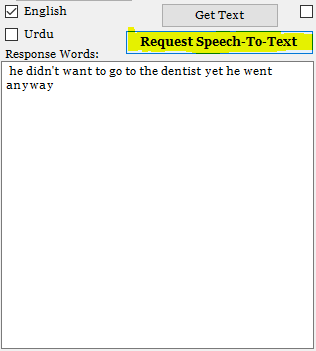 English
Get Text
Urdu
Request Speech-To-Text
Response Words:
he didn't want to go to the dentist yet he went
anyway